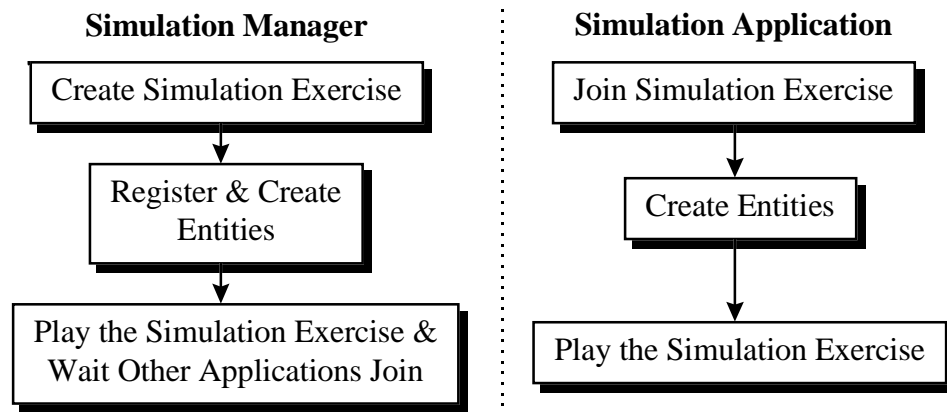 Simulation Manager
Create Simulation Exercise
Register & Create
Entities
Play the Simulation Exercise &
Wait Other Applications Join
Simulation Application
Join Simulation Exercise
Create Entities
Play the Simulation Exercise